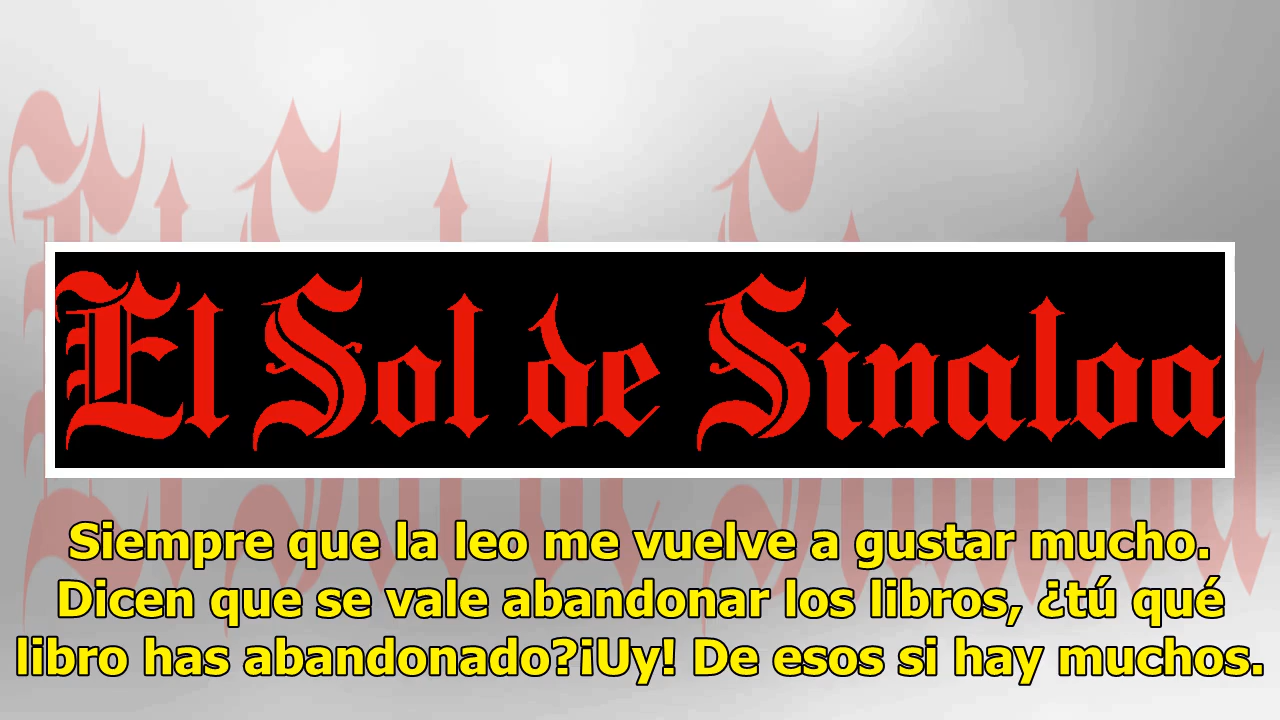 El Sol de Sinaloa
Siempre que la leo me vuelve a gustar mucho.
Dicen que se vale abandonar los libros, ¿tú qué
libro has abandonado?¡Uy! De esos si hay muchos.